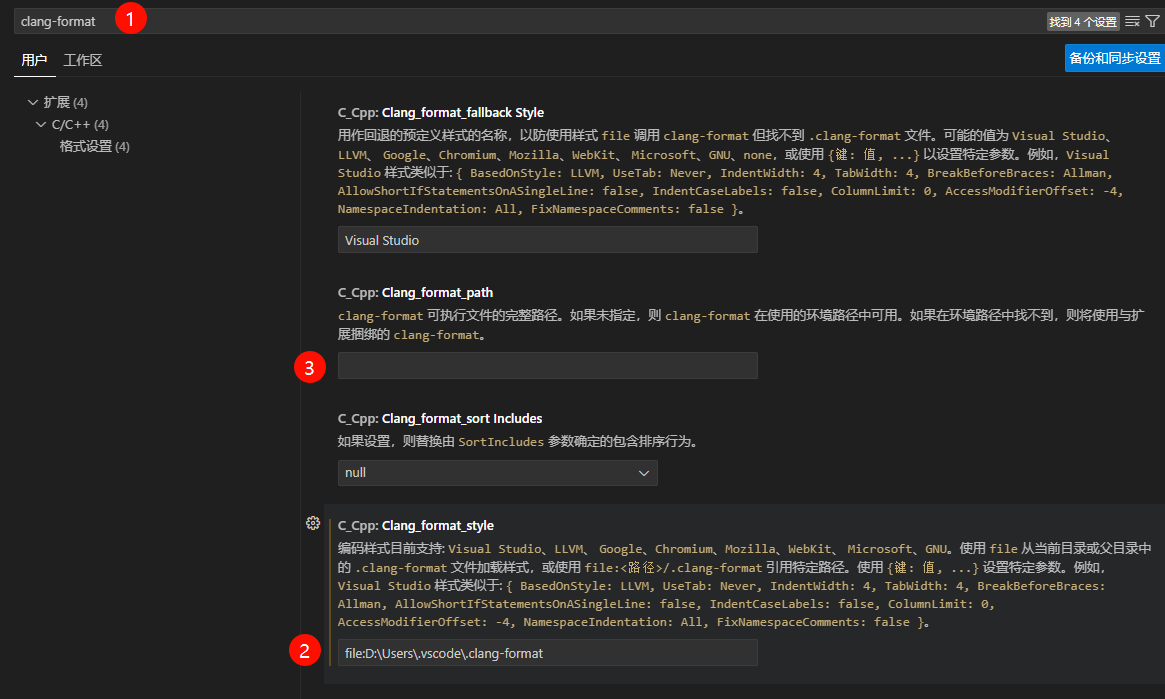 clang-format
1
找到 4 个设置
用户 工作区
备份和同步设置
扩展 (4)
C/C++ (4)
格式设置 (4)
C_Cpp: Clang_format_fallback Style
用作回退的预定义样式的名称，以防使用样式 file 调用 clang-format 但找不到 .clang-format 文件。可能的值为 Visual Studio、
LLVM、 Google、Chromium、Mozilla、WebKit、 Microsoft、GNU、none，或使用 {键: 值, ...} 以设置特定参数。例如，Visual
Studio 样式类似于: { BasedOnStyle: LLVM, UseTab: Never, IndentWidth: 4, TabWidth: 4, BreakBeforeBraces: Allman,
AllowShortIfStatementsOnASingleLine: false, IndentCaseLabels: false, ColumnLimit: 0, AccessModifierOffset: -4,
NamespaceIndentation: All, FixNamespaceComments: false }。
Visual Studio
C_Cpp: Clang_format_path
clang-format 可执行文件的完整路径。如果未指定，则 clang-format 在使用的环境路径中可用。如果在环境路径中找不到，则将使用与扩
展捆绑的 clang-format。
3
C_Cpp: Clang_format_sort Includes
如果设置，则替换由 SortIncludes 参数确定的包含排序行为。
null
C_Cpp: Clang_format_style
编码样式目前支持: Visual Studio、LLVM、 Google、Chromium、Mozilla、WebKit、 Microsoft、GNU。使用 file 从当前目录或父目录中
的 .clang-format 文件加载样式，或使用 file:<路径>/.clang-format 引用特定路径。使用 {键: 值, ...} 设置特定参数。例如，
Visual Studio 样式类似于: { BasedOnStyle: LLVM, UseTab: Never, IndentWidth: 4, TabWidth: 4, BreakBeforeBraces:
Allman, AllowShortIfStatementsOnASingleLine: false, IndentCaseLabels: false, ColumnLimit: 0,
AccessModifierOffset: -4, NamespaceIndentation: All, FixNamespaceComments: false }。
2
file:D:\Users\.vscode\.clang-format